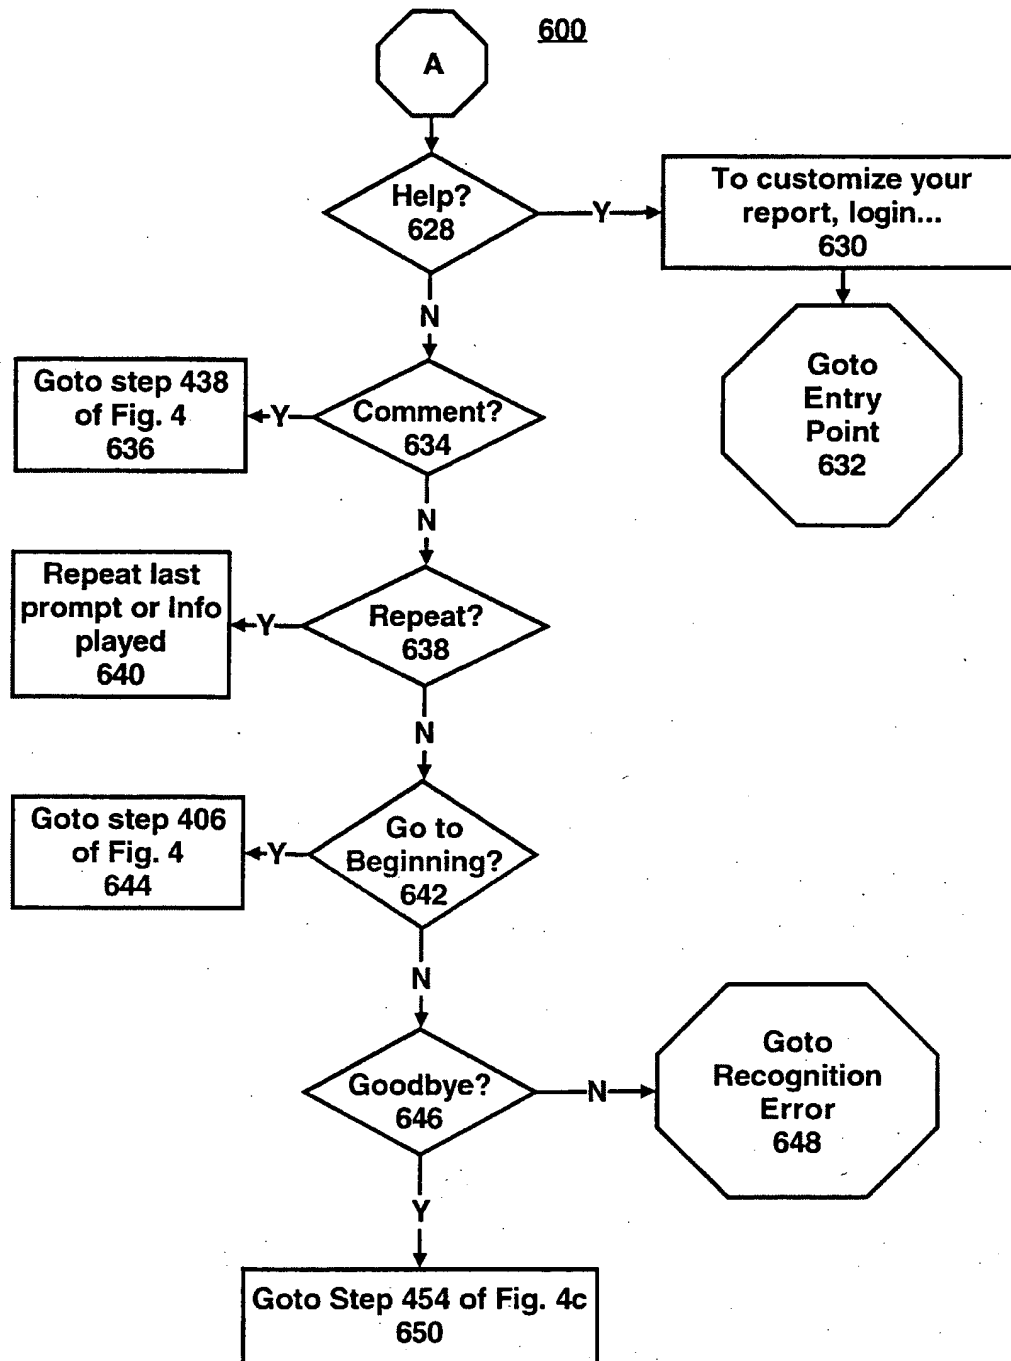 600
A
Help?
628
Y
To customize your
report, login...
630
N
Goto
Entry
Point
632
Comment?
634
Y
Goto step 438
of Fig. 4
636
N
Repeat?
638
Y
Repeat last
prompt or Info
played
640
N
Go to
Beginning?
642
Y
Goto step 406
of Fig. 4
644
N
Goodbye?
646
N
Goto
Recognition
Error
648
Y
Goto Step 454 of Fig. 4c
650